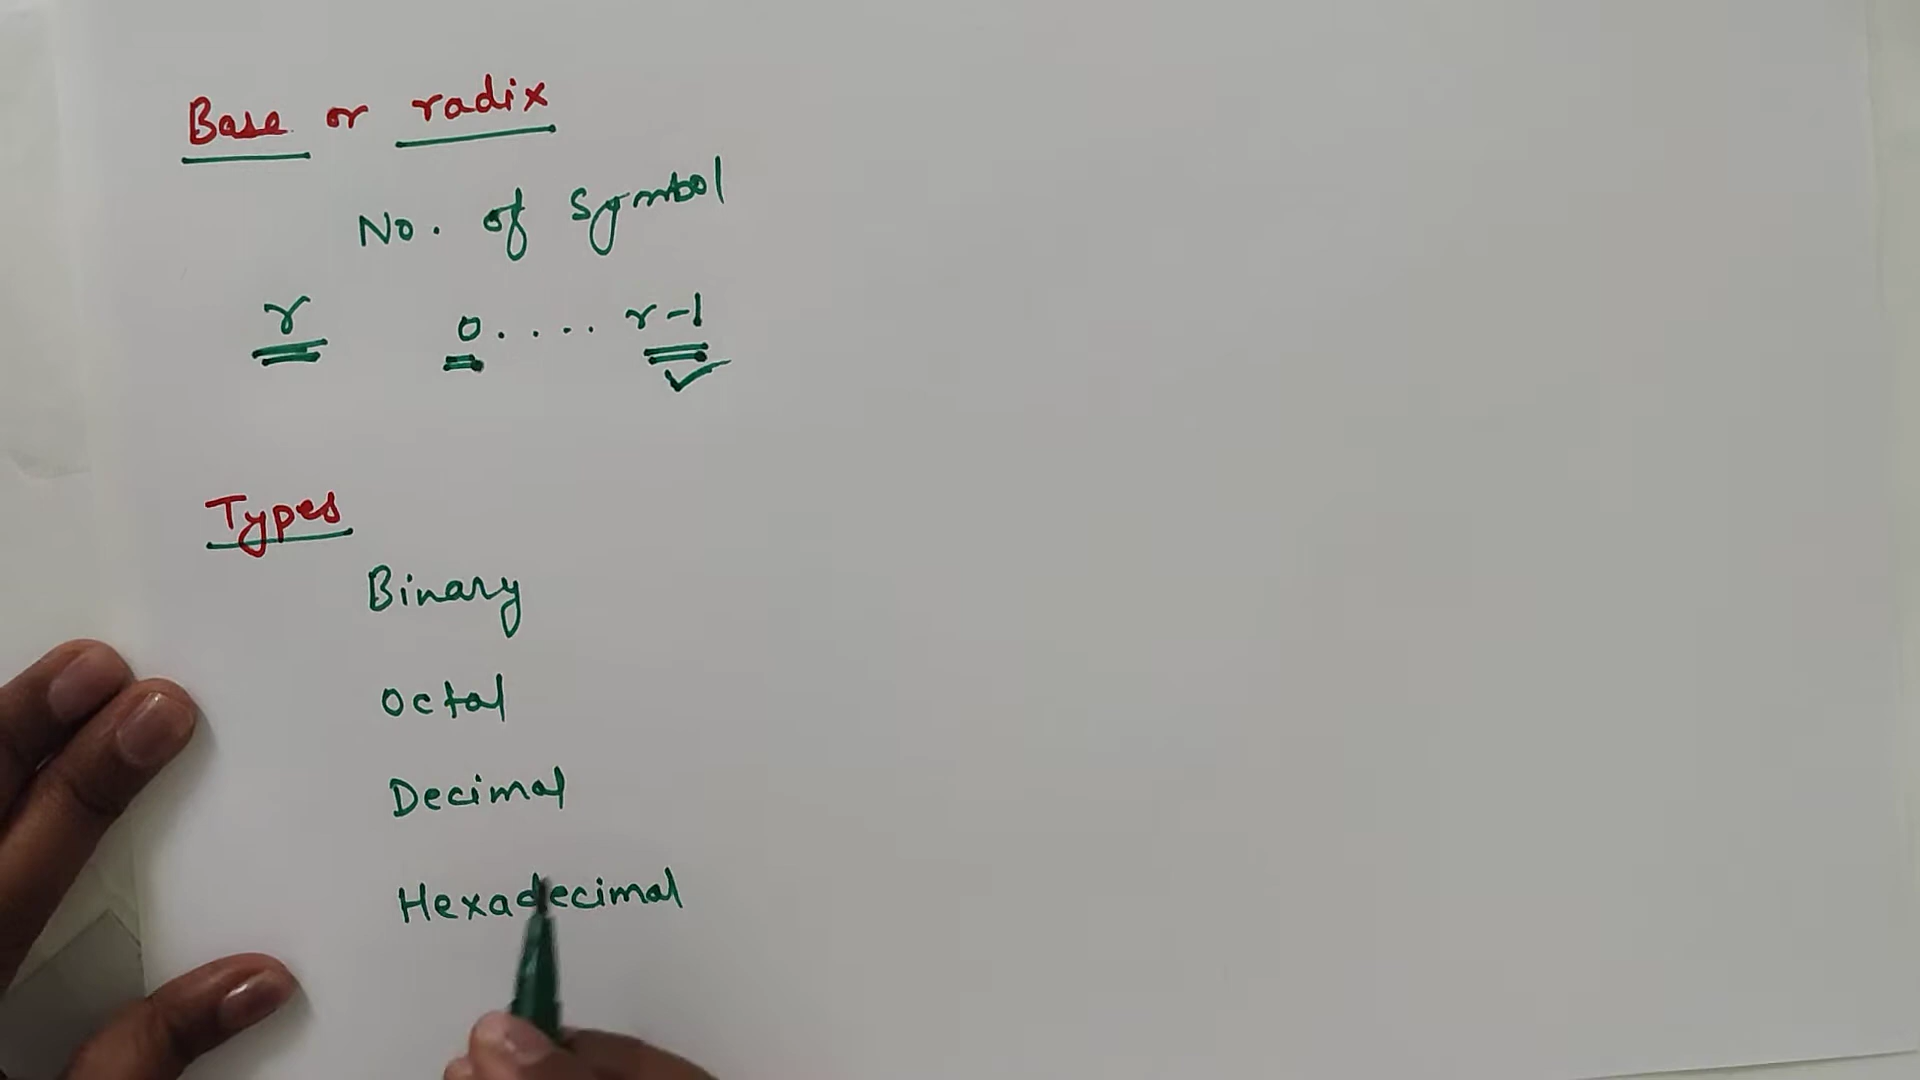 Base or radix
No. of Symbol
r 0..... r-1
Types
Binary
Octal
Decimal
Hexadecimal